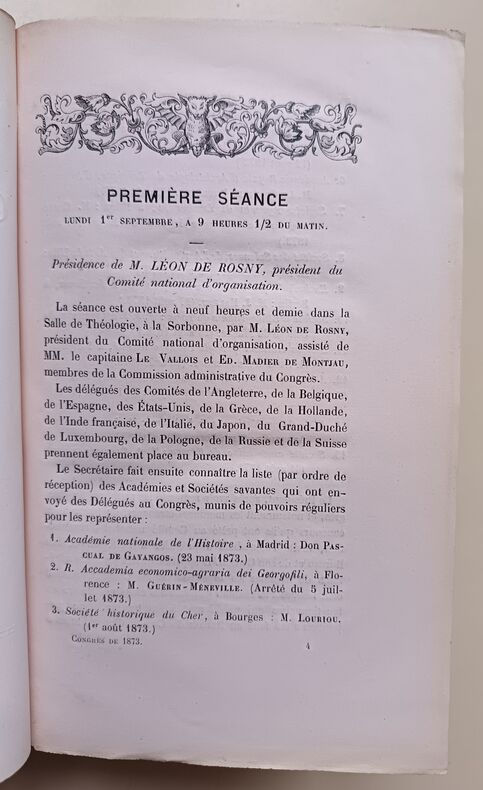 PREMIÈRE SÉANCE
LUNDI 1er SEPTEMBRE, A 9 HEURES 1/2 DU MATIN.
Présidence de M. LÉON DE ROSNY, président du
Comité national d'organisation.
La séance est ouverte à neuf heures et demie dans la
Salle de Théologie, à la Sorbonne, par M. LÉON DE ROSNY,
président du Comité national d'organisation, assisté de
MM. le capitaine LE VALLOIS et ED. MADIER DE MONTJAU,
membres de la Commission administrative du Congrès.
Les délégués des Comités de l'Angleterre, de la Belgique,
de l'Espagne, des États-Unis, de la Grèce, de la Hollande,
de l'Inde française, de l'Italie, du Japon, du Grand-Duché
de Luxembourg, de la Pologne, de la Russie et de la Suisse
prennent également place au bureau.
Le Secrétaire fait ensuite connaître la liste (par ordre de
réception) des Académies et Sociétés savantes qui ont en-
voyé des Délégués au Congrès, munis de pouvoirs réguliers
pour les représenter :
1. Académie nationale de l'Histoire, à Madrid : Don PAS-
CUAL DE GAYANGOS. (23 mai 1873.)
2. R. Accademia economico-agraria dei Georgofili, à Flo-
rence : M. GUÉRIN-MÉNEVILLE. (Arrêté du 5 juil-
let 1873.)
3. Société historique du Cher, à Bourges : M. LOURIOU.
(1er août 1873.)
CONGRÈS DE 1873. 4